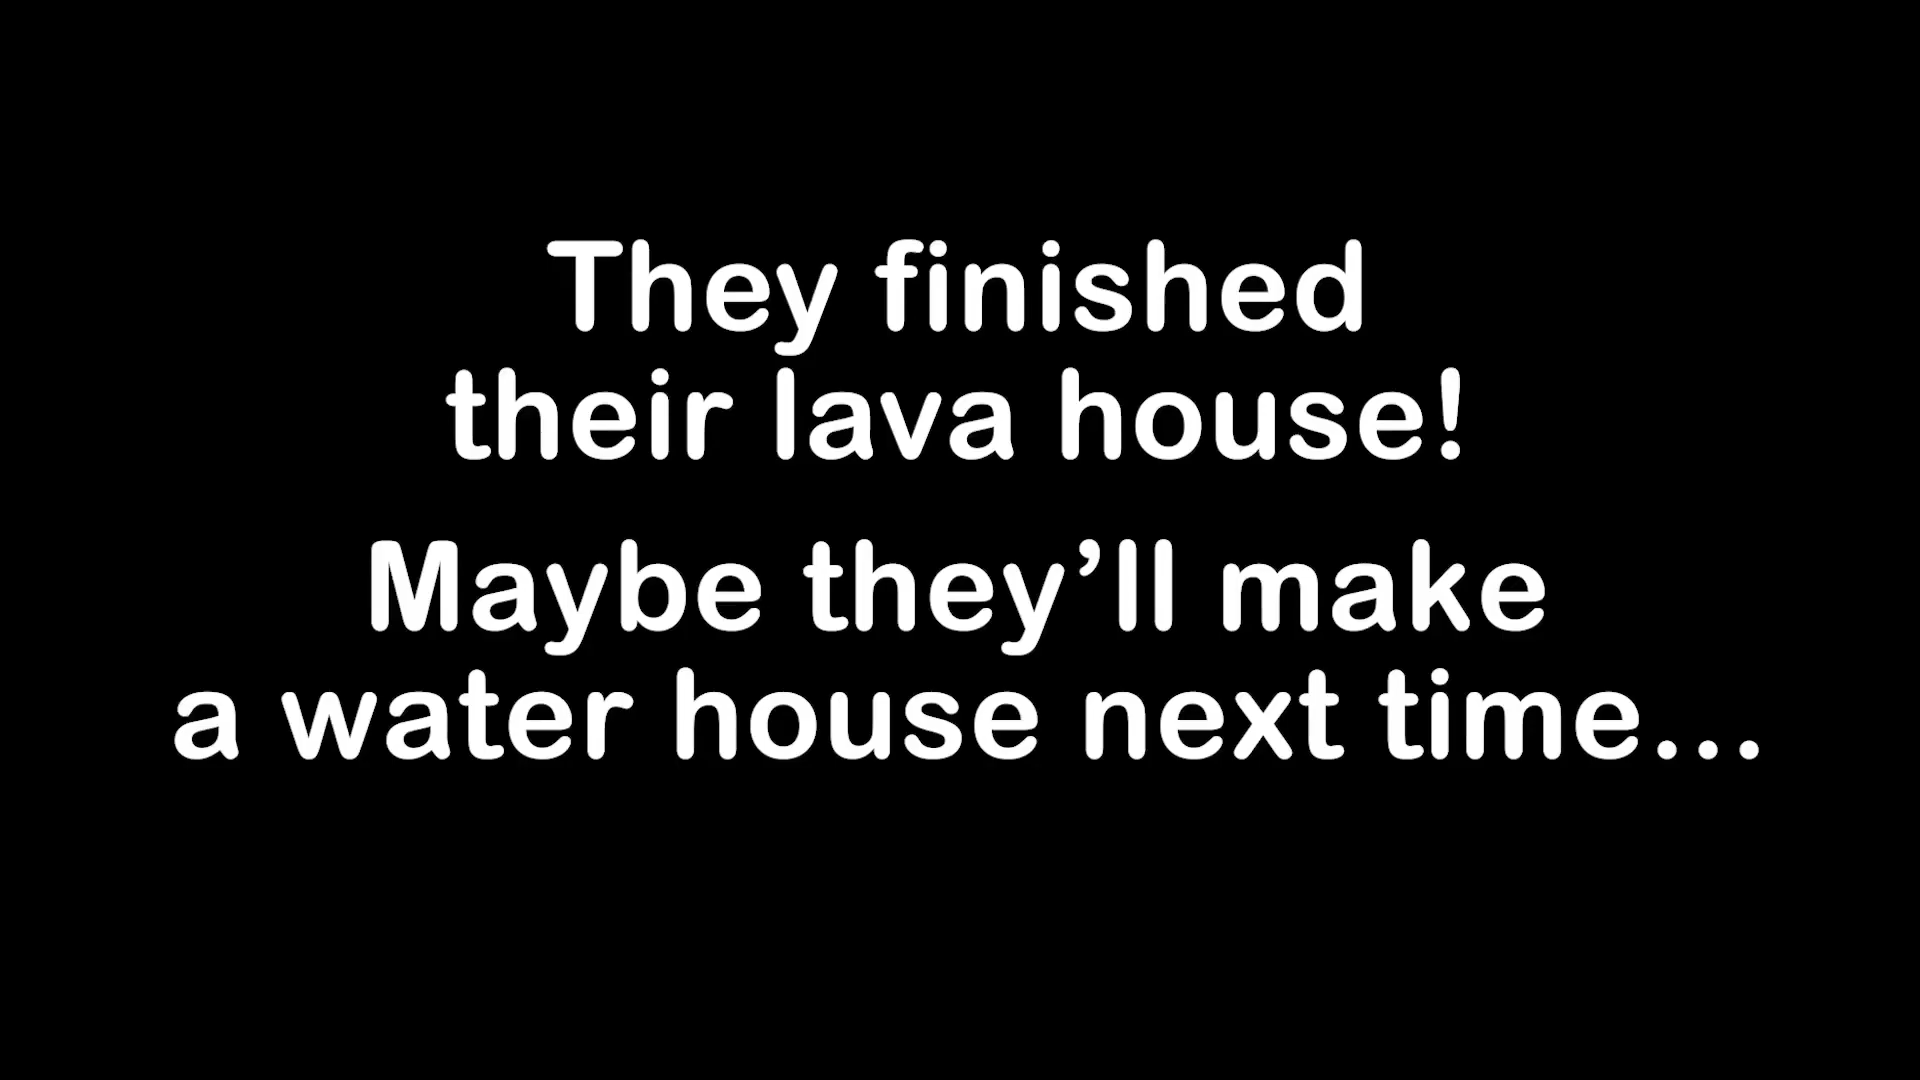 They finished
their lava house!
Maybe they’ll make
a water house next time...